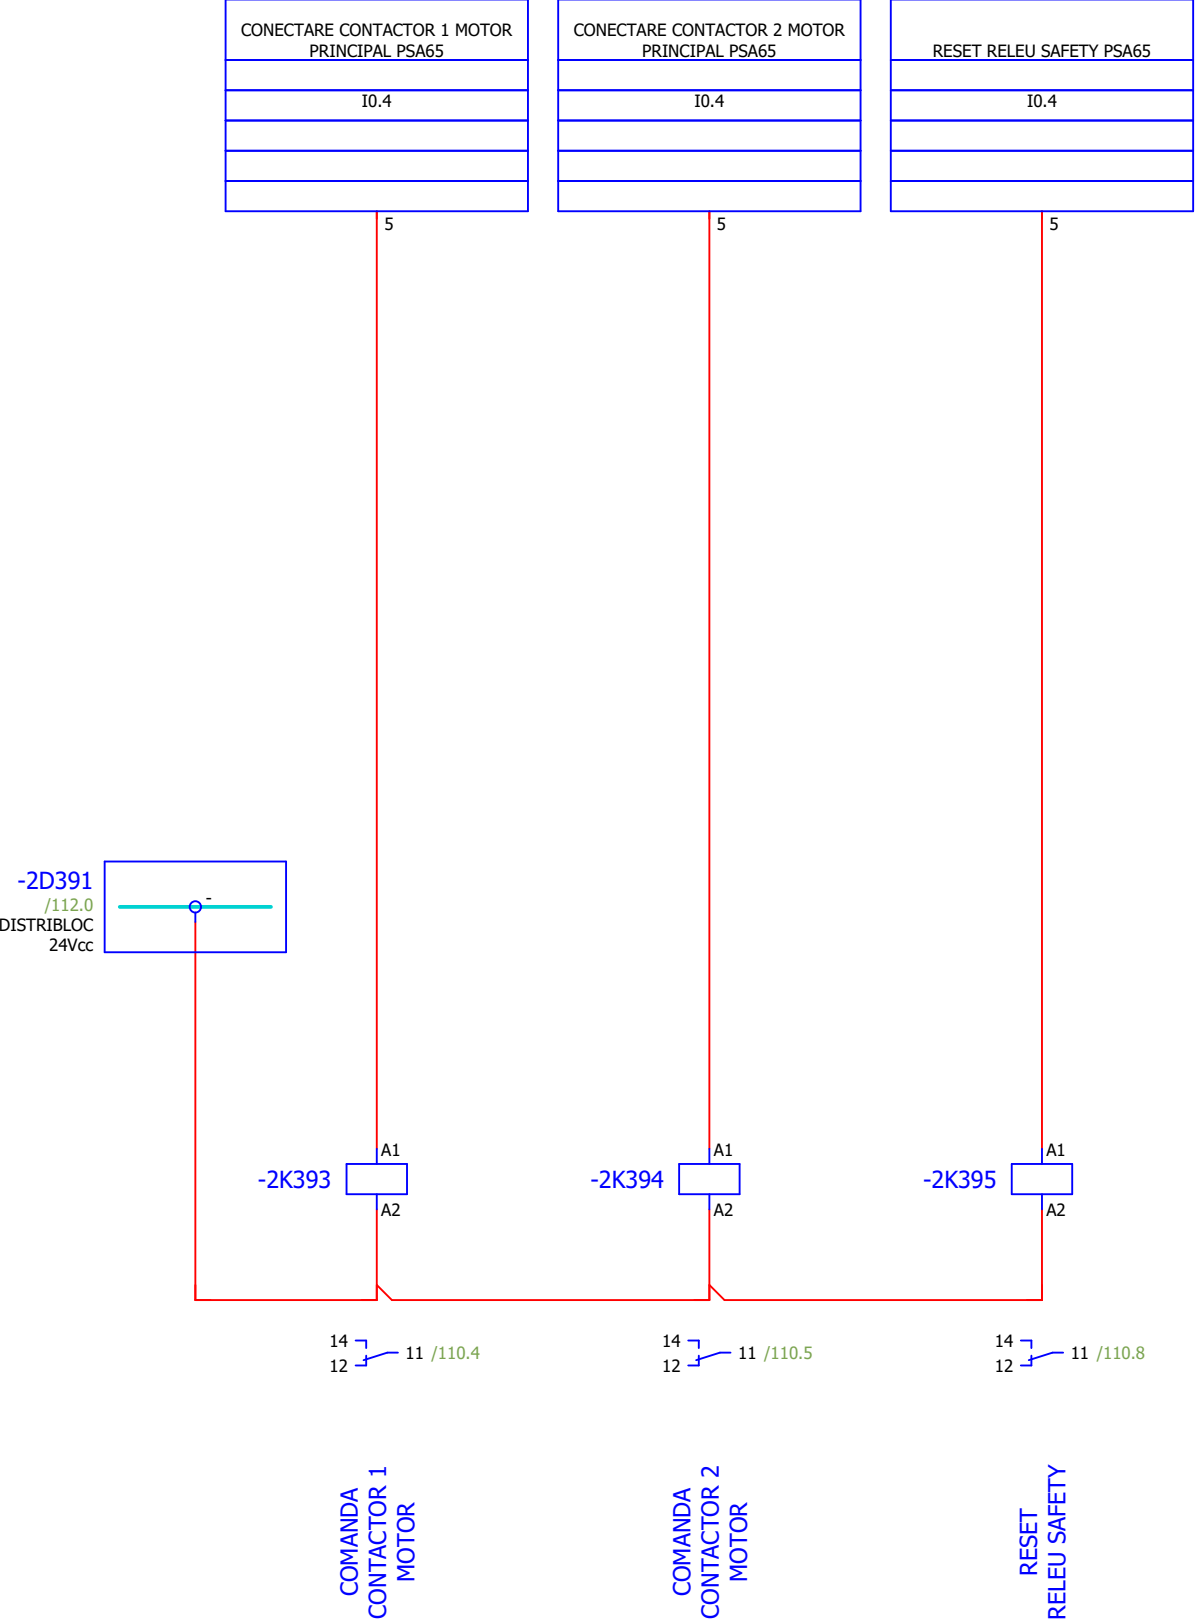 CONECTARE CONTACTOR 1 MOTOR
PRINCIPAL PSA65
I0.4
5
CONECTARE CONTACTOR 2 MOTOR
PRINCIPAL PSA65
I0.4
5
RESET RELEU SAFETY PSA65
I0.4
5
-2D391
/112.0
DISTRIBLOC
24Vcc
-
-2K393
A1
A2
-2K394
A1
A2
-2K395
A1
A2
14
12
11 /110.4
14
12
11 /110.5
14
12
11 /110.8
COMANDA
CONTACTOR 1
MOTOR
COMANDA
CONTACTOR 2
MOTOR
RESET
RELEU SAFETY